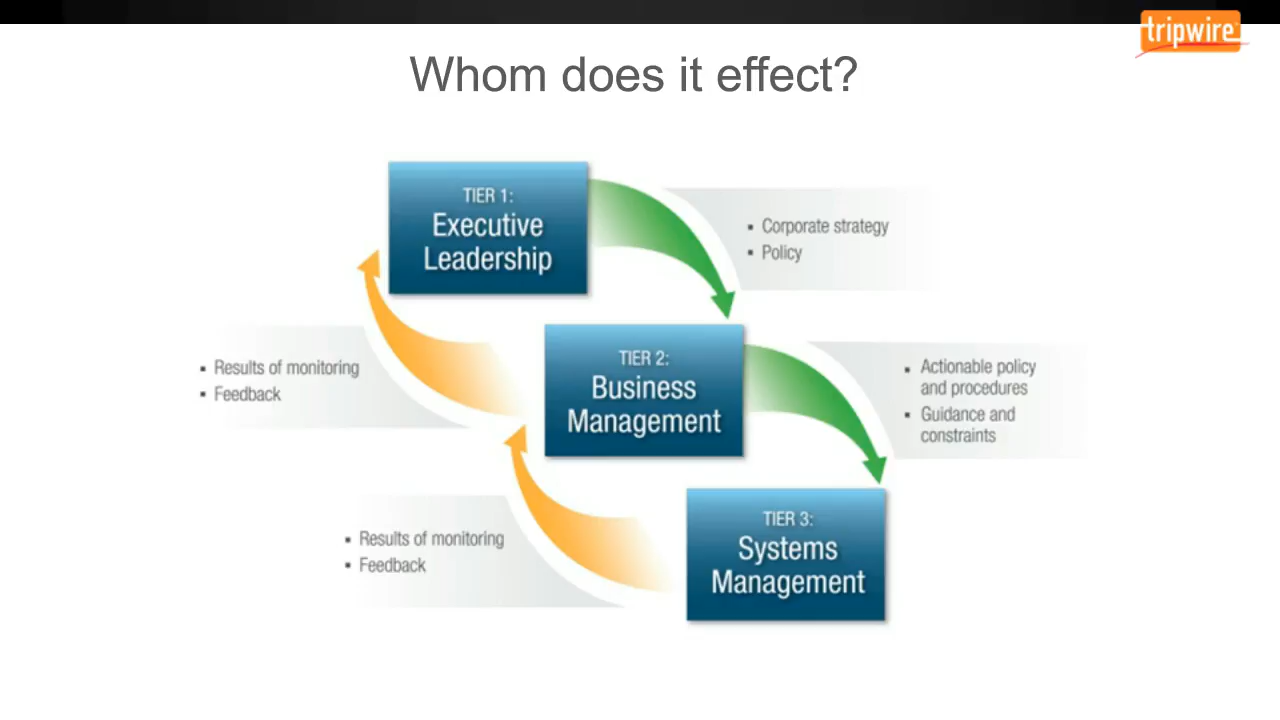 tripwire
Whom does it effect?
TIER 1:
Executive
Leadership
▪ Corporate strategy
▪ Policy
▪ Results of monitoring
▪ Feedback
TIER 2:
Business
Management
▪ Actionable policy
and procedures
▪ Guidance and
constraints
▪ Results of monitoring
▪ Feedback
TIER 3:
Systems
Management